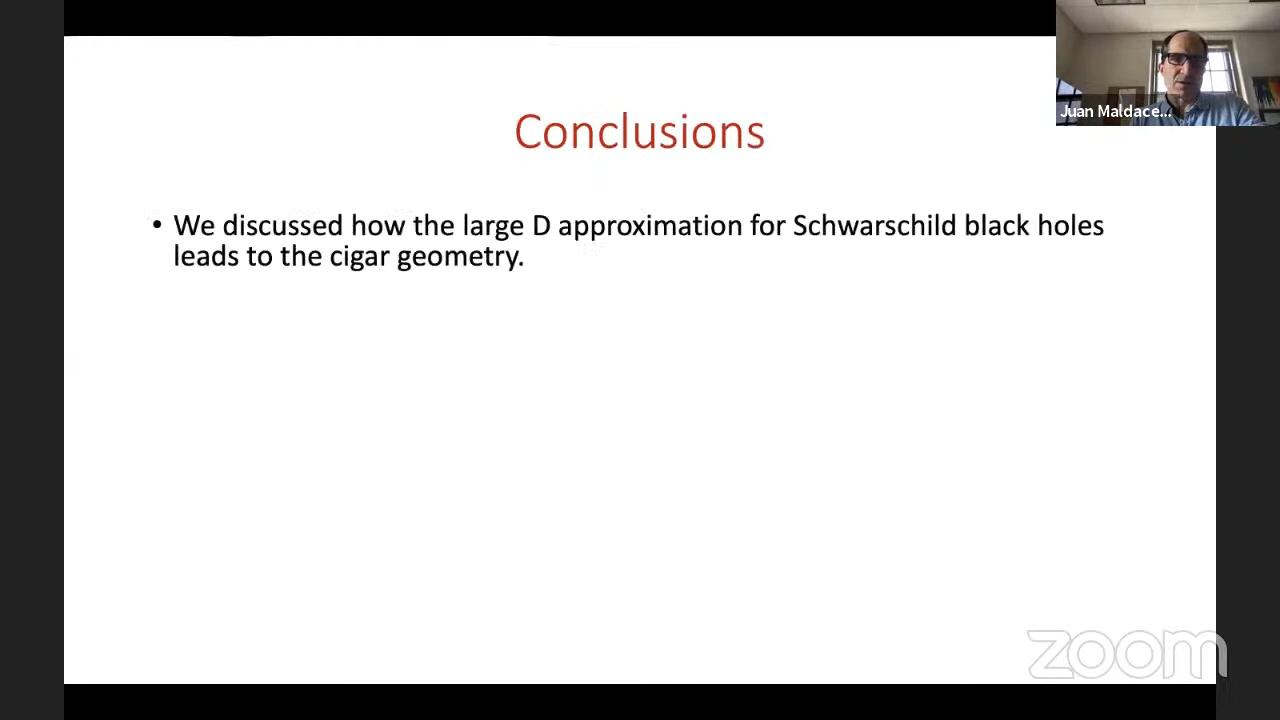 Juan Maldace...
Conclusions
• We discussed how the large D approximation for Schwarschild black holes
leads to the cigar geometry.
zoom